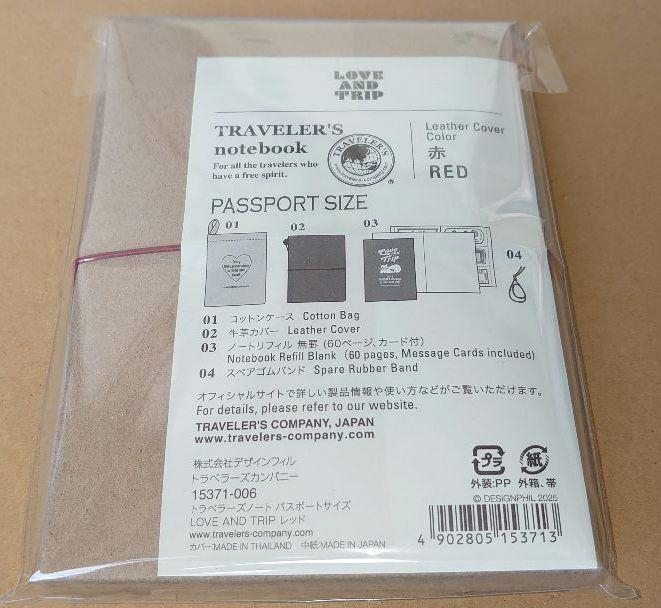 LOVE
AND
TRIP
TRAVELER'S
notebook
For all the travelers who
have a free spirit.
TRAVELER'S
Leather Cover
Color
赤
RED
PASSPORT SIZE
01
02
03
04
LOVE
AND
TRIP
01 コットンケース Cotton Bag
02 牛革カバー Leather Cover
03 ノートリフィル 無罫 (60ページ、カード付)
Notebook Refill Blank (60 pages, Message Cards included)
04 スペアゴムバンド Spare Rubber Band
オフィシャルサイトで詳しい製品情報や使い方などがご覧いただけます。
For details, please refer to our website.
TRAVELER'S COMPANY, JAPAN
www.travelers-company.com
株式会社デザインフィル
トラベラーズカンパニー
15371-006
トラベラーズノート パスポートサイズ
LOVE AND TRIP レッド
www.travelers-company.com
カバー:MADE IN THAILAND 中紙:MADE IN JAPAN
プラ
紙
外装:PP
外箱、帯
© DESIGNPHIL 2025
4 902805 153713